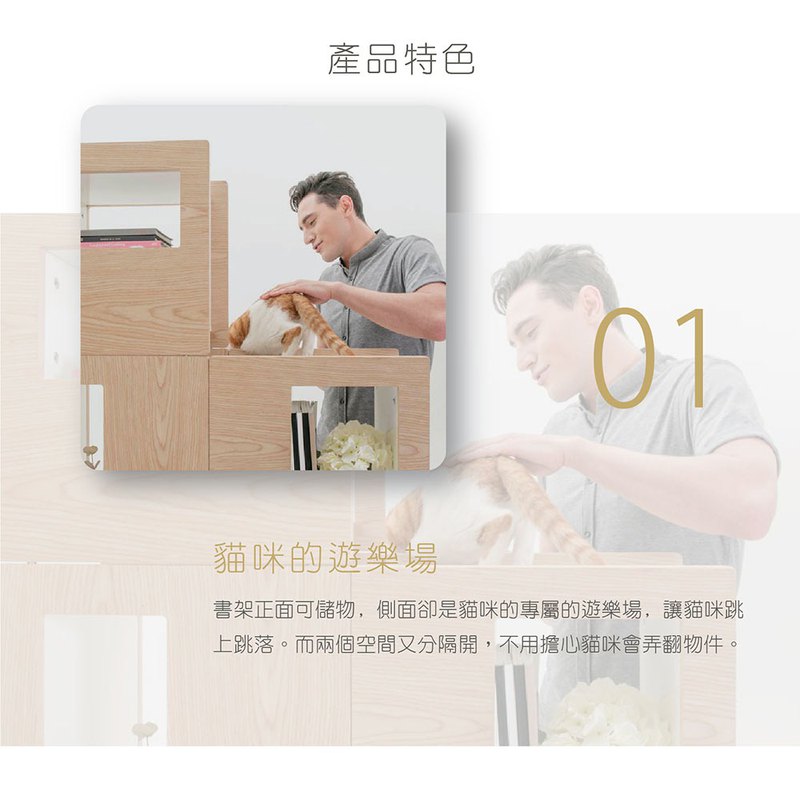 產品特色
01
貓咪的遊樂場
書架正面可儲物, 側面卻是貓咪的專屬的遊樂場, 讓貓咪跳
上跳落。而兩個空間又分隔開，不用擔心貓咪會弄翻物件。